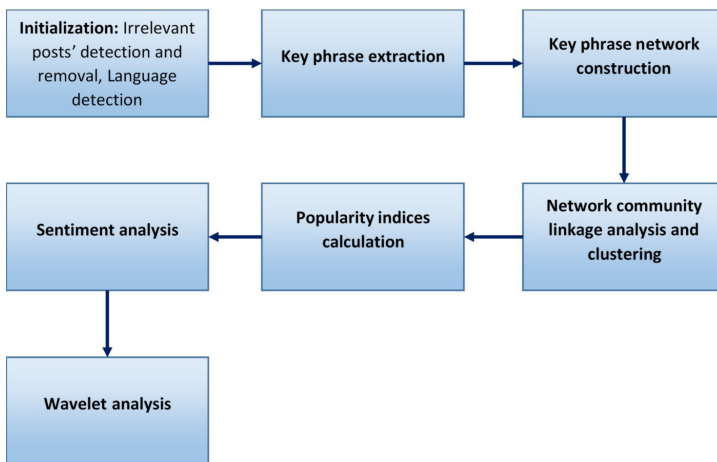 Initialization: Irrelevant
posts’ detection and
removal, Language
detection
Key phrase extraction
Key phrase network
construction
Network community
linkage analysis and
clustering
Popularity indices
calculation
Sentiment analysis
Wavelet analysis